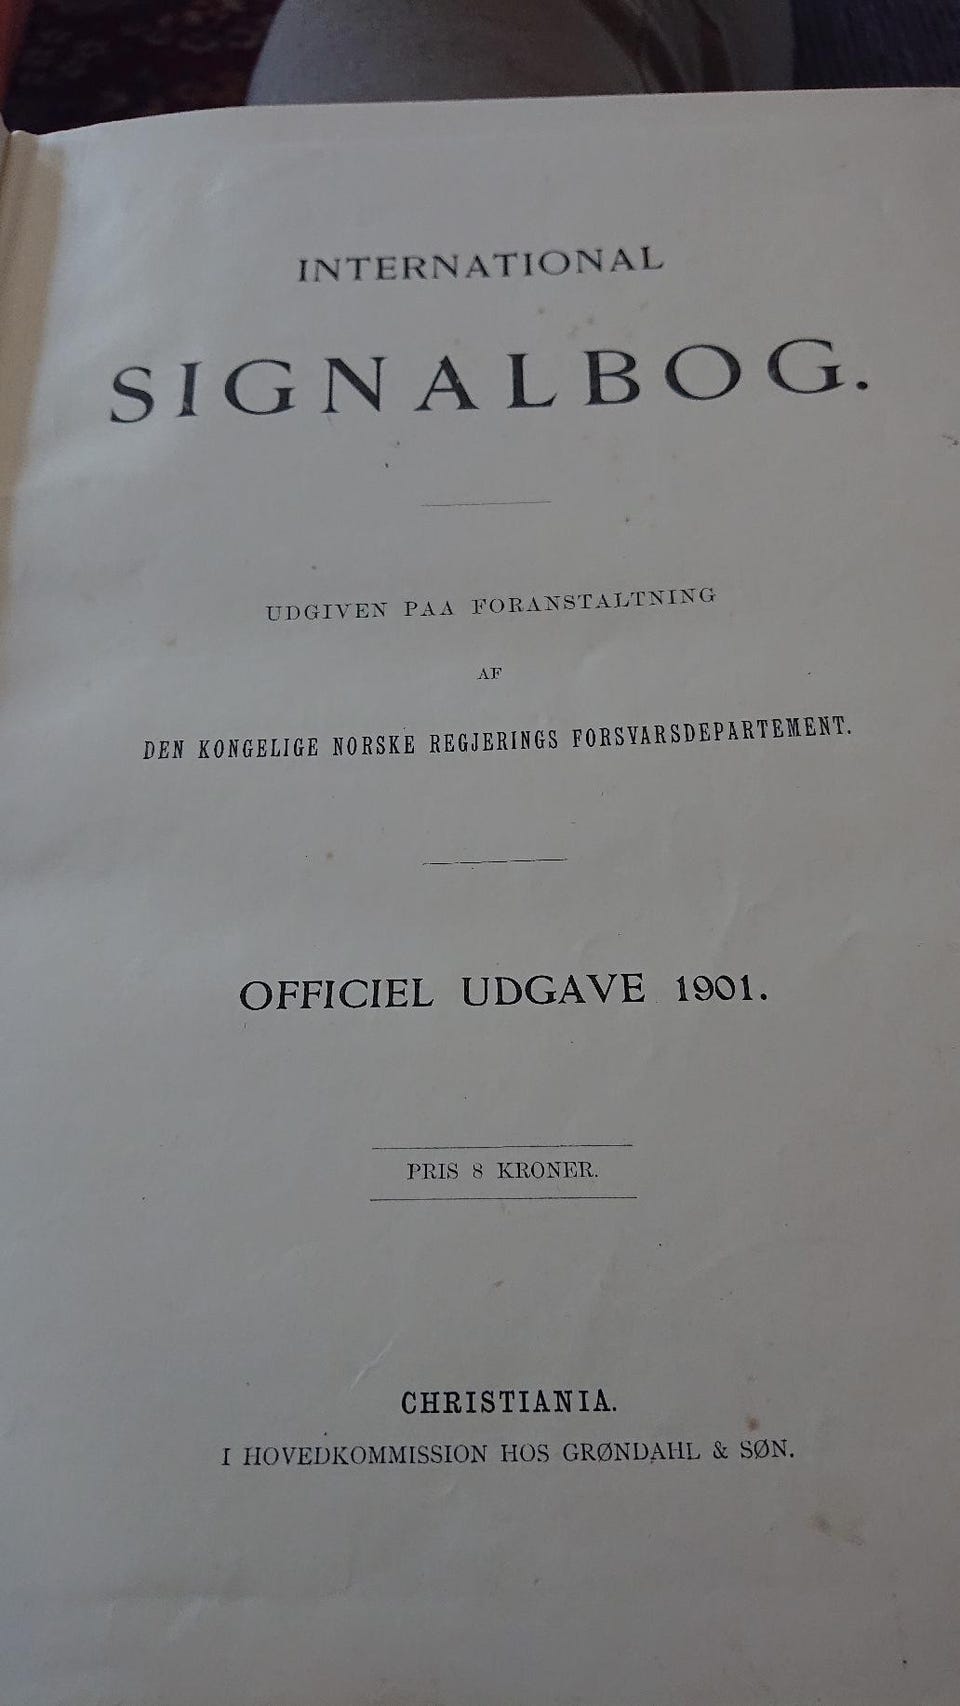 INTERNATIONAL
SIGNALBOG.
UDGIVEN PAA FORANSTALTNING
AF
DEN KONGELIGE NORSKE REGJERINGS FORSVARSDEPARTEMENT.
OFFICIEL UDGAVE 1901.
PRIS 8 KRONER.
CHRISTIANIA.
I HOVEDKOMMISSION HOS GRØNDAHL & SØN.